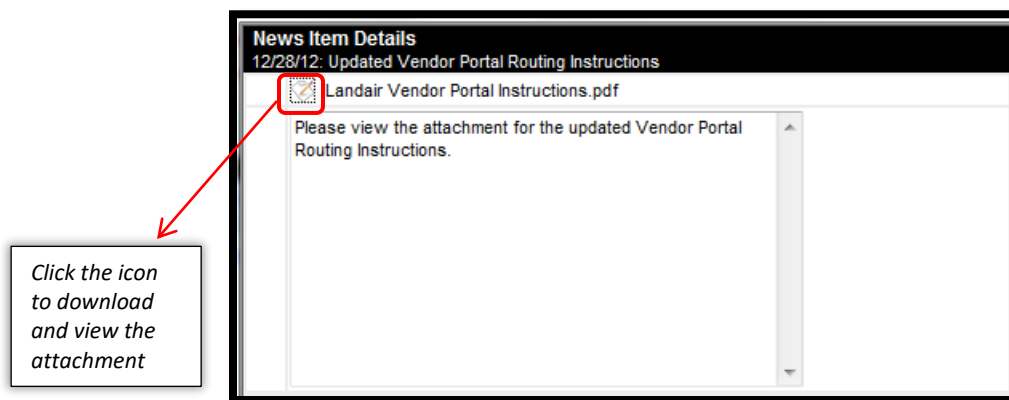 News Item Details
12/28/12: Updated Vendor Portal Routing Instructions
Landair Vendor Portal Instructions.pdf
Please view the attachment for the updated Vendor Portal
Routing Instructions.
Click the icon
to download
and view the
attachment